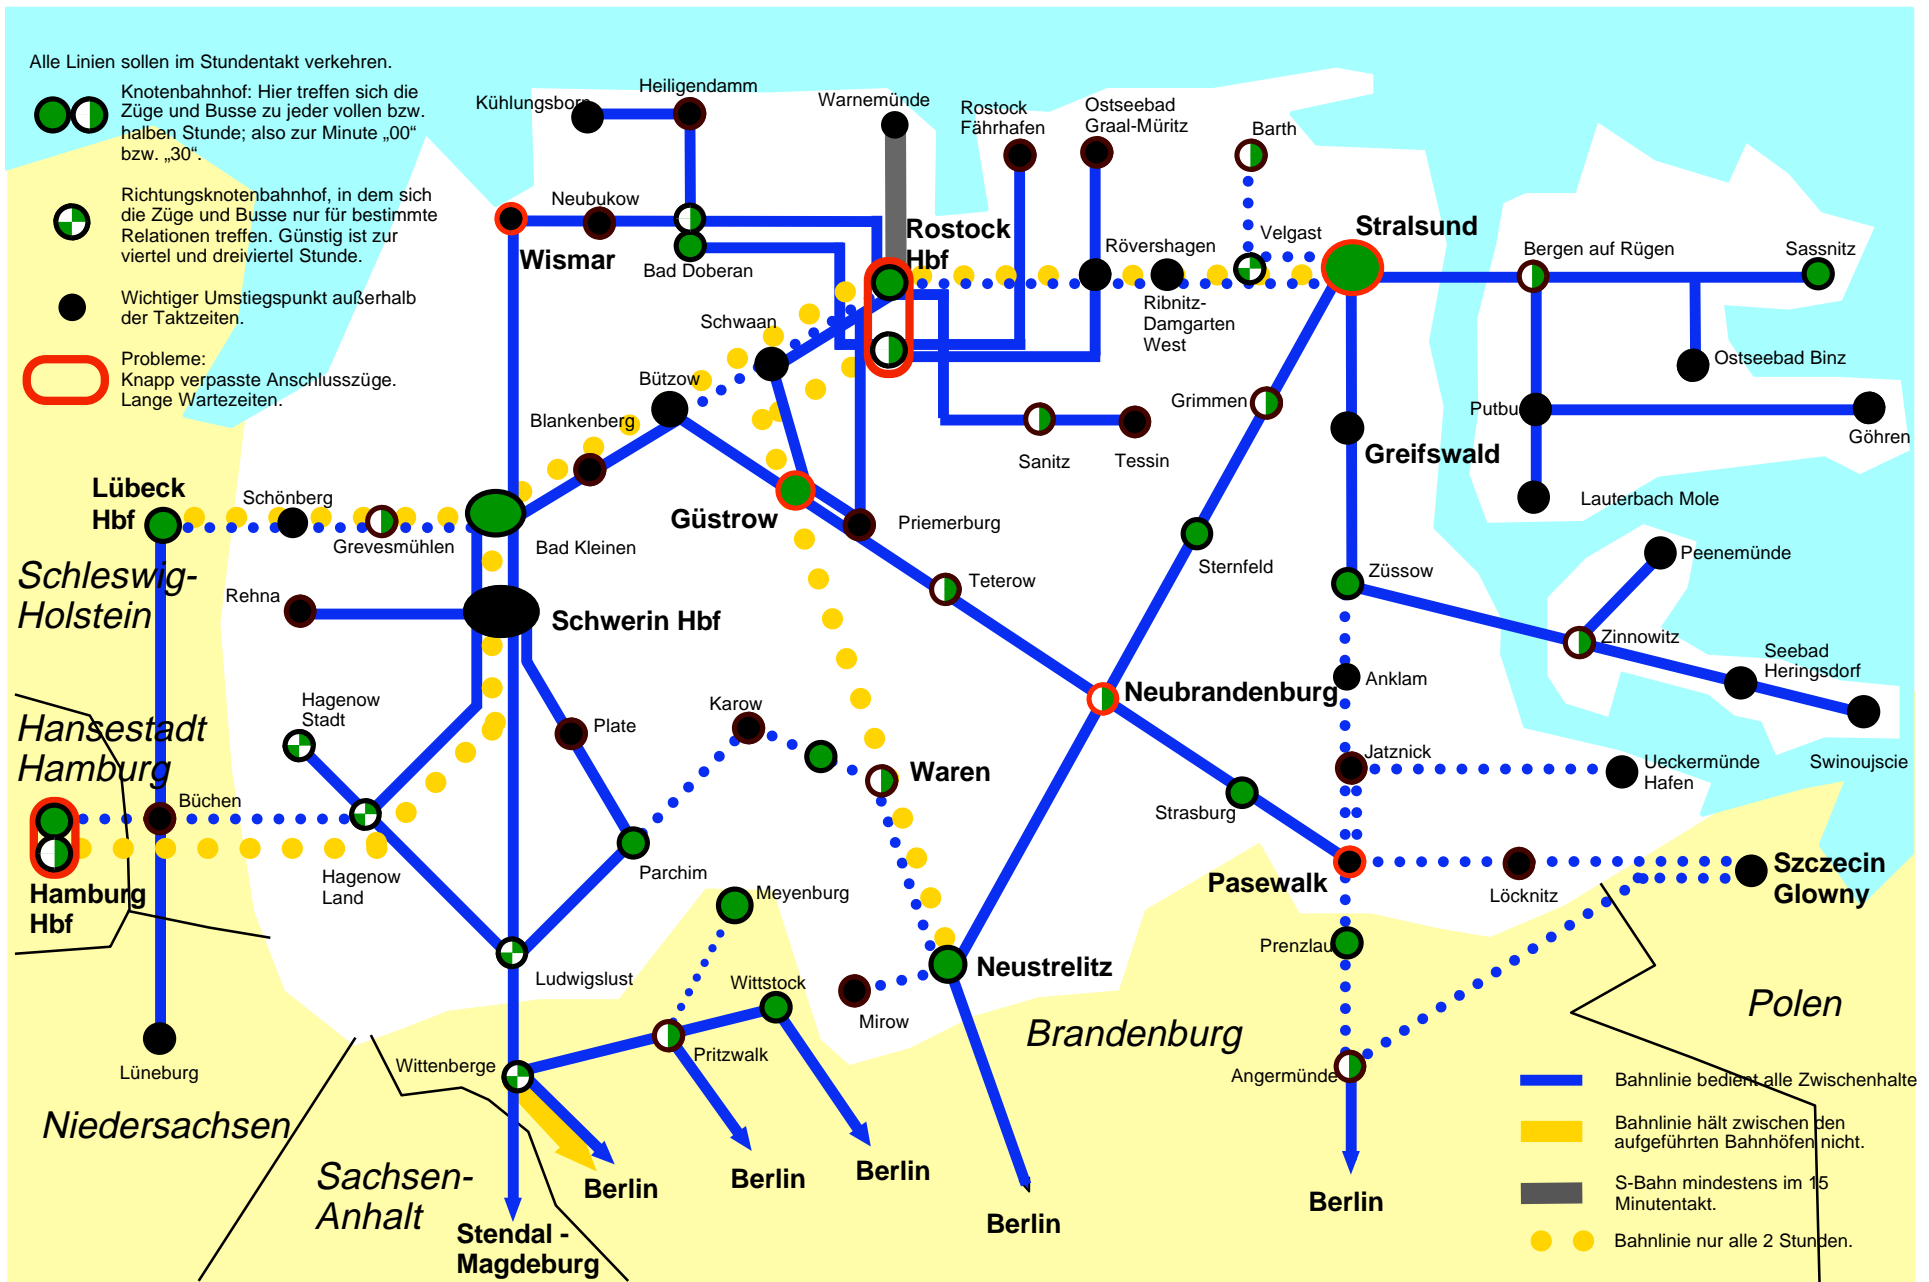 Alle Linien sollen im Stundentakt verkehren.
Knotenbahnhof: Hier treffen sich die
Züge und Busse zu jeder vollen bzw.
halben Stunde; also zur Minute „00“
bzw. „30“.
Richtungsknotenbahnhof, in dem sich
die Züge und Busse nur für bestimmte
Relationen treffen. Günstig ist zur
viertel und dreiviertel Stunde.
Wichtiger Umstiegspunkt außerhalb
der Taktzeiten.
Probleme:
Knapp verpasste Anschlusszüge.
Lange Wartezeiten.
Kühlungsborn
Heiligendamm
Warnemünde
Rostock
Fährhafen
Ostseebad
Graal-Müritz
Barth
Neubukow
Wismar
Bad Doberan
Rostock
Hbf
Rövershagen
Velgast
Stralsund
Bergen auf Rügen
Sassnitz
Ribnitz-
Damgarten
West
Schwaan
Bützow
Blankenberg
Ostseebad Binz
Grimmen
Putbu
Göhren
Greifswald
Sanitz
Tessin
Lauterbach Mole
Lübeck
Hbf
Schönberg
Grevesmühlen
Bad Kleinen
Güstrow
Priemerburg
Sternfeld
Züssow
Peenemünde
Schleswig-
Holstein
Rehna
Schwerin Hbf
Teterow
Zinnowitz
Seebad
Heringsdorf
Hansestadt
Hamburg
Hagenow
Stadt
Plate
Karow
Waren
Neubrandenburg
Anklam
Jatznick
Ueckermünde
Hafen
Swinoujscie
Büchen
Strasburg
Hamburg
Hbf
Hagenow
Land
Parchim
Meyenburg
Pasewalk
Löcknitz
Szczecin
Glowny
Prenzlau
Ludwigslust
Wittstock
Neustrelitz
Mirow
Brandenburg
Polen
Lüneburg
Wittenberge
Pritzwalk
Angermünde
Niedersachsen
Sachsen-
Anhalt
Berlin
Berlin
Berlin
Berlin
Berlin
Stendal -
Magdeburg
Bahnlinie bedient alle Zwischenhalte
Bahnlinie hält zwischen den
aufgeführten Bahnhöfen nicht.
S-Bahn mindestens im 15
Minutentakt.
Bahnlinie nur alle 2 Stunden.